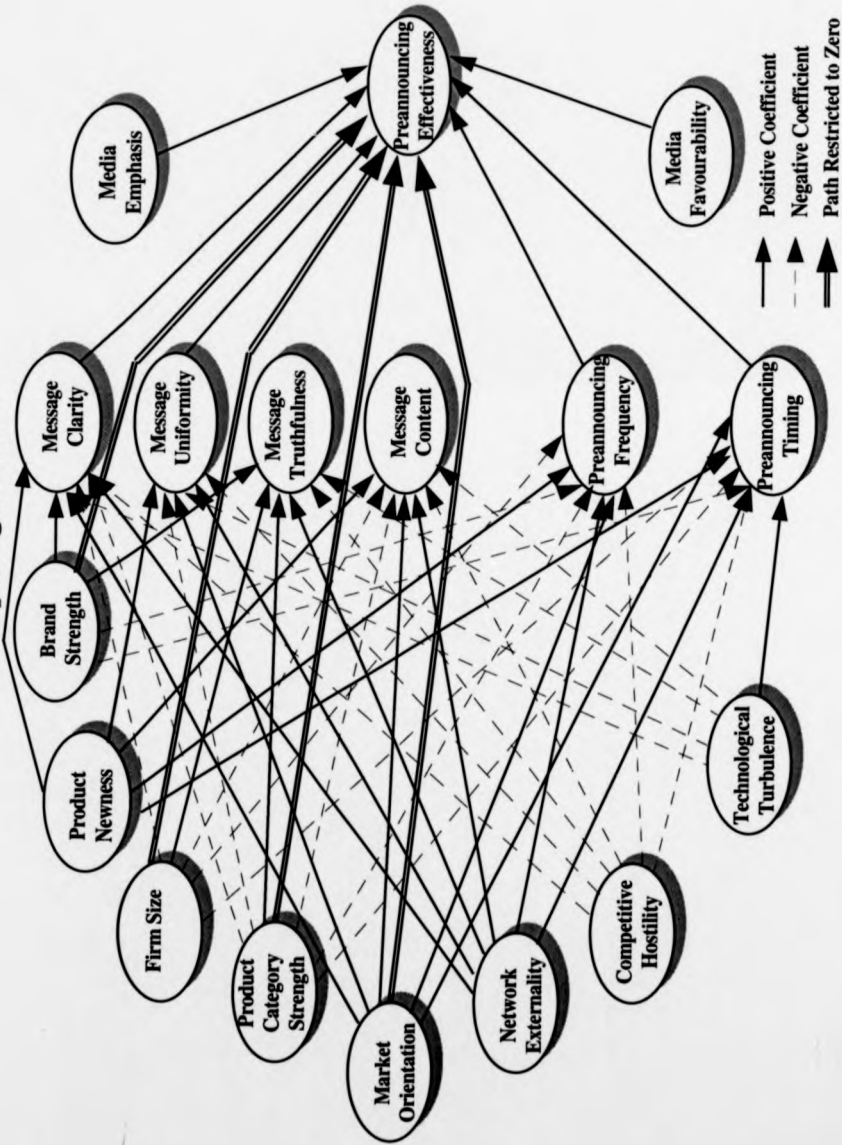 Media
Emphasis
Preannouncing
Effectiveness
Media
Favourability
Message
Clarity
Message
Uniformity
Message
Truthfulness
Message
Content
Preannouncing
Frequency
Preannouncing
Timing
Brand
Strength
Product
Newness
Firm Size
Product
Category
Strength
Market
Orientation
Network
Externality
Competitive
Hostility
Technological
Turbulence
Positive Coefficient
Negative Coefficient
Path Restricted to Zero